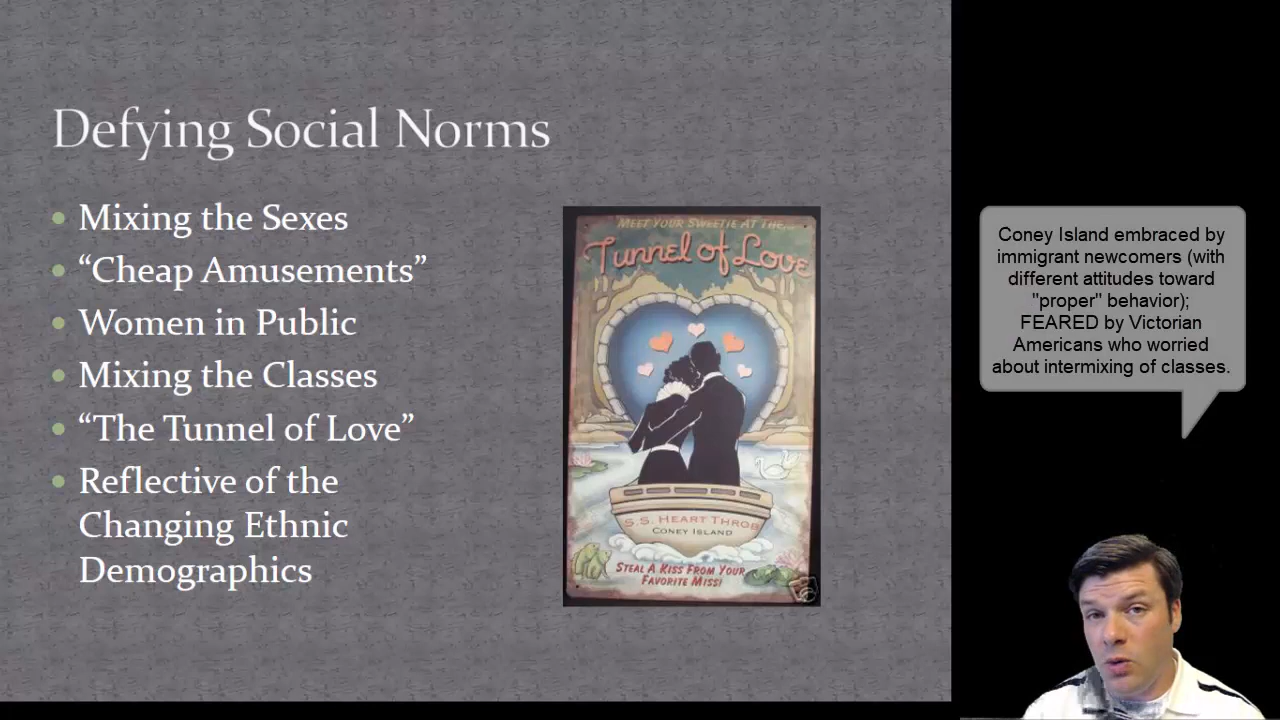 Defying Social Norms
Mixing the Sexes
“Cheap Amusements”
Women in Public
Mixing the Classes
“The Tunnel of Love”
Reflective of the
Changing Ethnic
Demographics
MEET YOUR SWEETIE AT THE...
Tunnel of Love
S.S. HEART THROB
CONEY ISLAND
STEAL A KISS FROM YOUR
FAVORITE MISS!
Coney Island embraced by
immigrant newcomers (with
different attitudes toward
"proper" behavior);
FEARED by Victorian
Americans who worried
about intermixing of classes.